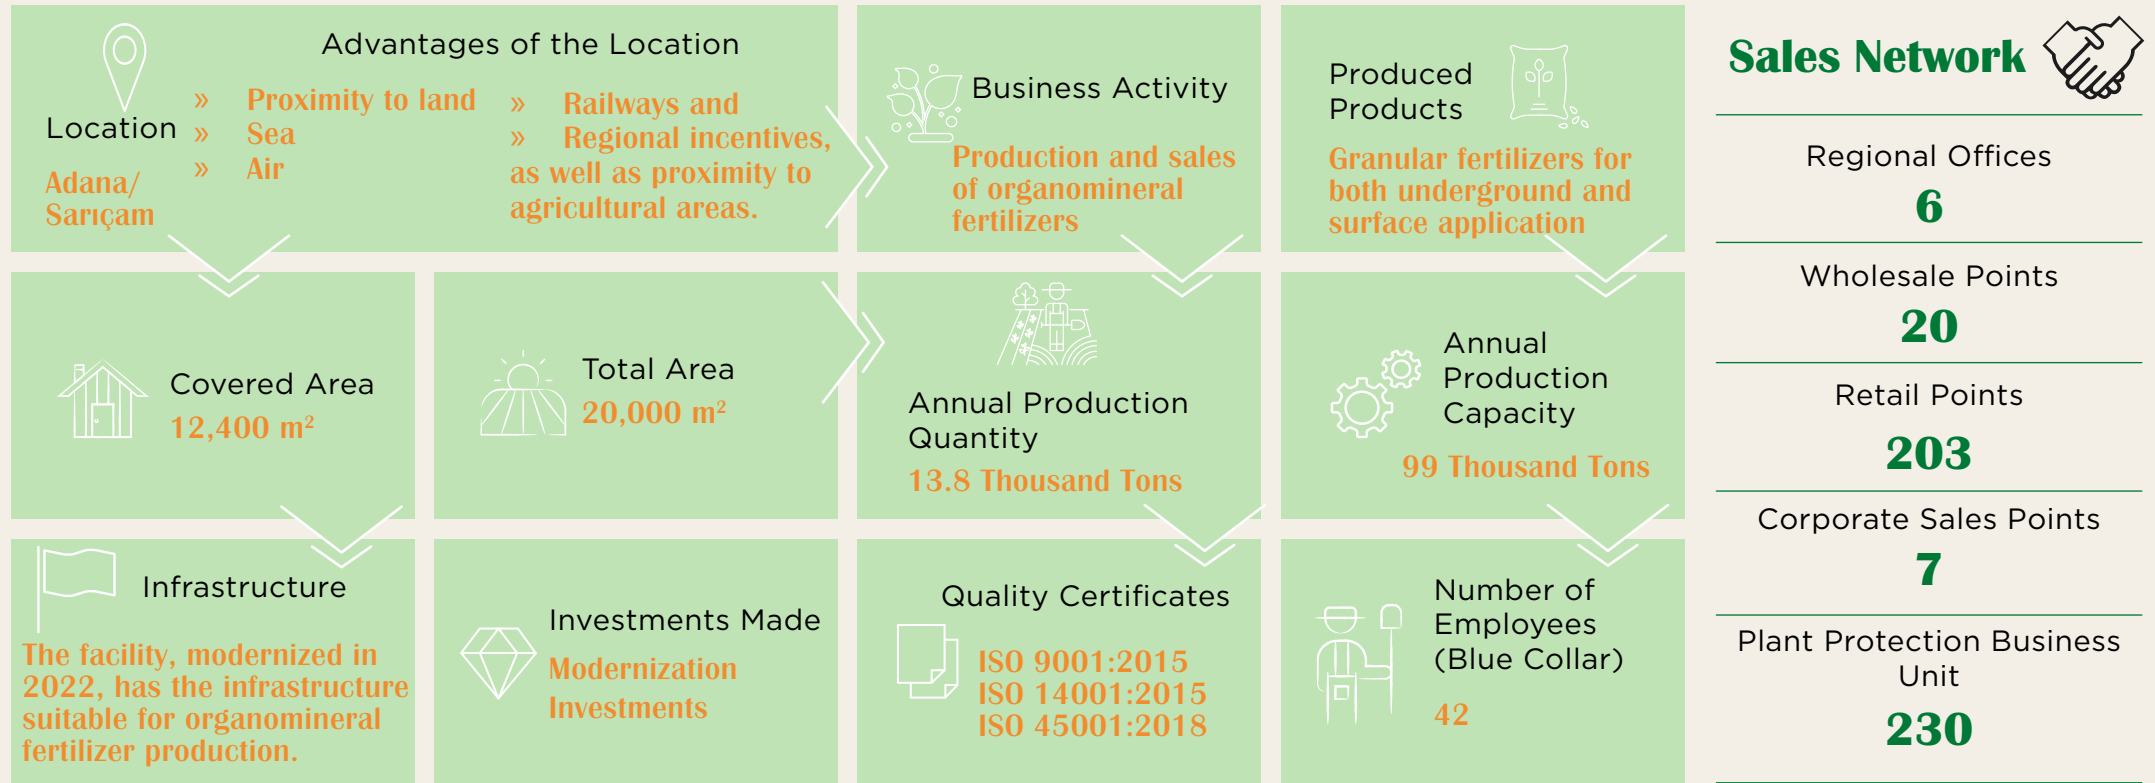 Advantages of the Location
Location
Adana/
Sarıçam
» Proximity to land
» Sea
» Air
» Railways and
» Regional incentives,
as well as proximity to
agricultural areas.
Business Activity
Production and sales
of organomineral
fertilizers
Produced
Products
Granular fertilizers for
both underground and
surface application
Covered Area
12,400 m²
Total Area
20,000 m²
Annual Production
Quantity
13.8 Thousand Tons
Annual
Production
Capacity
99 Thousand Tons
Infrastructure
The facility, modernized in
2022, has the infrastructure
suitable for organomineral
fertilizer production.
Investments Made
Modernization
Investments
Quality Certificates
ISO 9001:2015
ISO 14001:2015
ISO 45001:2018
Number of
Employees
(Blue Collar)
42
Sales Network
Regional Offices
6
Wholesale Points
20
Retail Points
203
Corporate Sales Points
7
Plant Protection Business
Unit
230